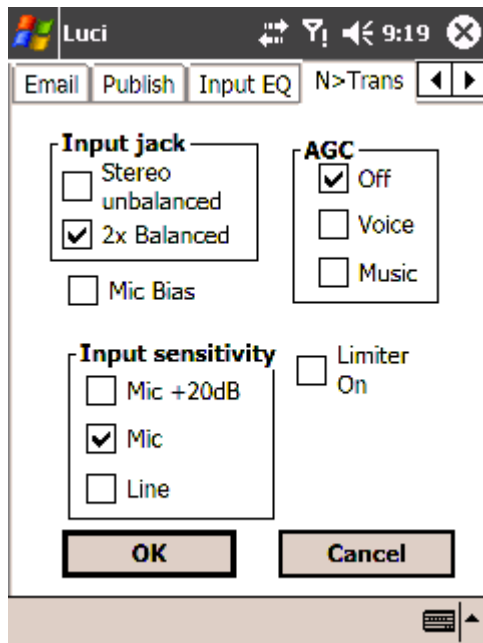 Luci 9:19
Email Publish Input EQ N>Trans
Input jack
Stereo
unbalanced
2x Balanced
Mic Bias
AGC
Off
Voice
Music
Input sensitivity
Mic +20dB
Mic
Line
Limiter
On
OK Cancel